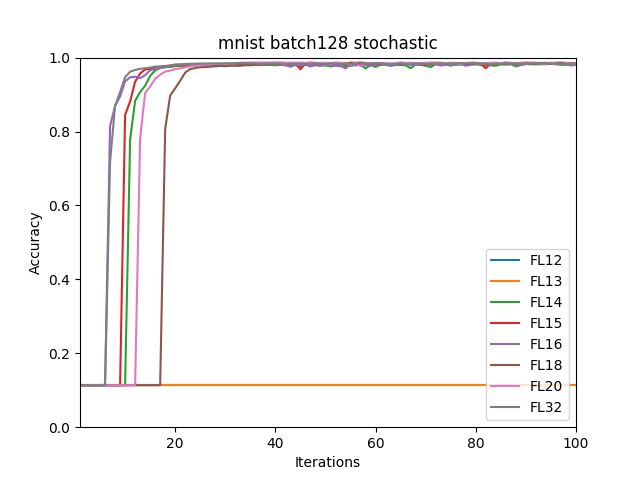 mnist batch128 stochastic
1.0
0.8
0.6
0.4
0.2
0.0
Accuracy
20
40
60
80
100
Iterations
FL12
FL13
FL14
FL15
FL16
FL18
FL20
FL32